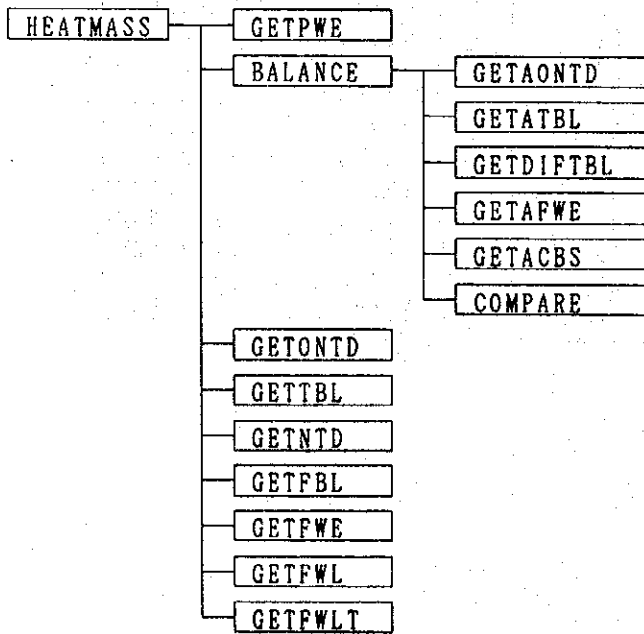 HEATMASS
GETPWE
BALANCE
GETAONTD
GETATBL
GETDIFTBL
GETAFWE
GETACBS
COMPARE
GETONTD
GETTBL
GETNTD
GETFBL
GETFWE
GETFWL
GETFWLT